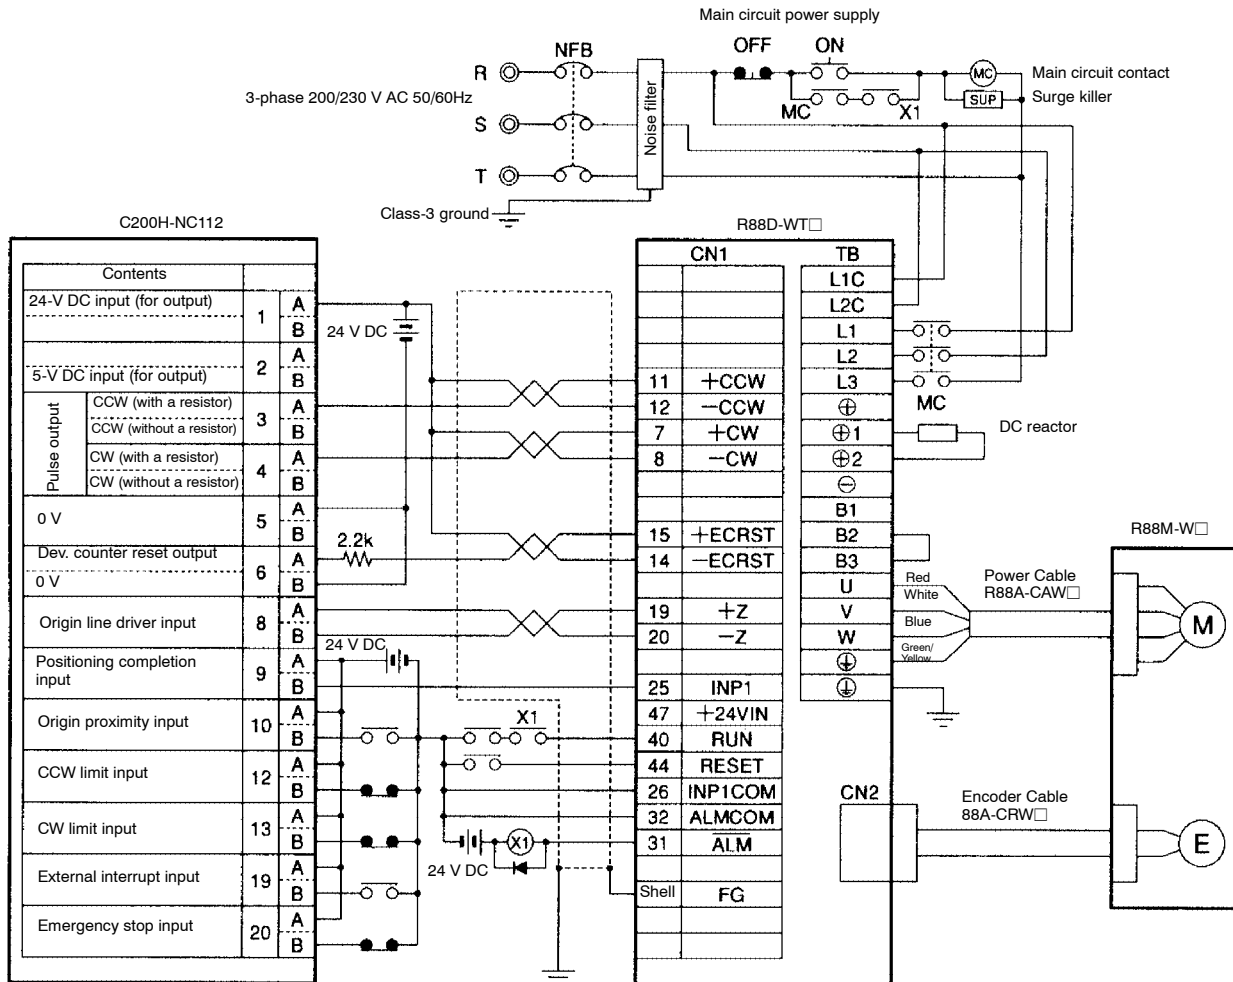 Main circuit power supply
NFB
OFF
ON
R
MC
Main circuit contact
3-phase 200/230 V AC 50/60Hz
SUP
Surge killer
MC
X1
S
Noise filter
T
Class-3 ground
C200H-NC112
R88D-WT□
Contents
24-V DC input (for output)
1
A
B
24 V DC
2
A
B
5-V DC input (for output)
Pulse output
CCW (with a resistor)
CCW (without a resistor)
3
A
B
CW (with a resistor)
CW (without a resistor)
4
A
B
0 V
5
A
B
Dev. counter reset output
0 V
6
A
B
2.2k
Origin line driver input
8
A
B
Positioning completion
input
9
A
B
24 V DC
Origin proximity input
10
A
B
X1
CCW limit input
12
A
B
CW limit input
13
A
B
X1
24 V DC
External interrupt input
19
A
B
Emergency stop input
20
A
B
CN1
11 +CCW
12 −CCW
7 +CW
8 −CW
15 +ECRST
14 −ECRST
19 +Z
20 −Z
25 INP1
47 +24VIN
40 RUN
44 RESET
26 INP1COM
32 ALMCOM
31 ALM
Shell FG
TB
L1C
L2C
L1
L2
L3
MC
⊕
⊕1
⊕2
DC reactor
⊖
B1
B2
B3
U
V
W
Red
White
Blue
Green/
Yellow
Power Cable
R88A-CAW□
R88M-W□
M
CN2
Encoder Cable
88A-CRW□
E